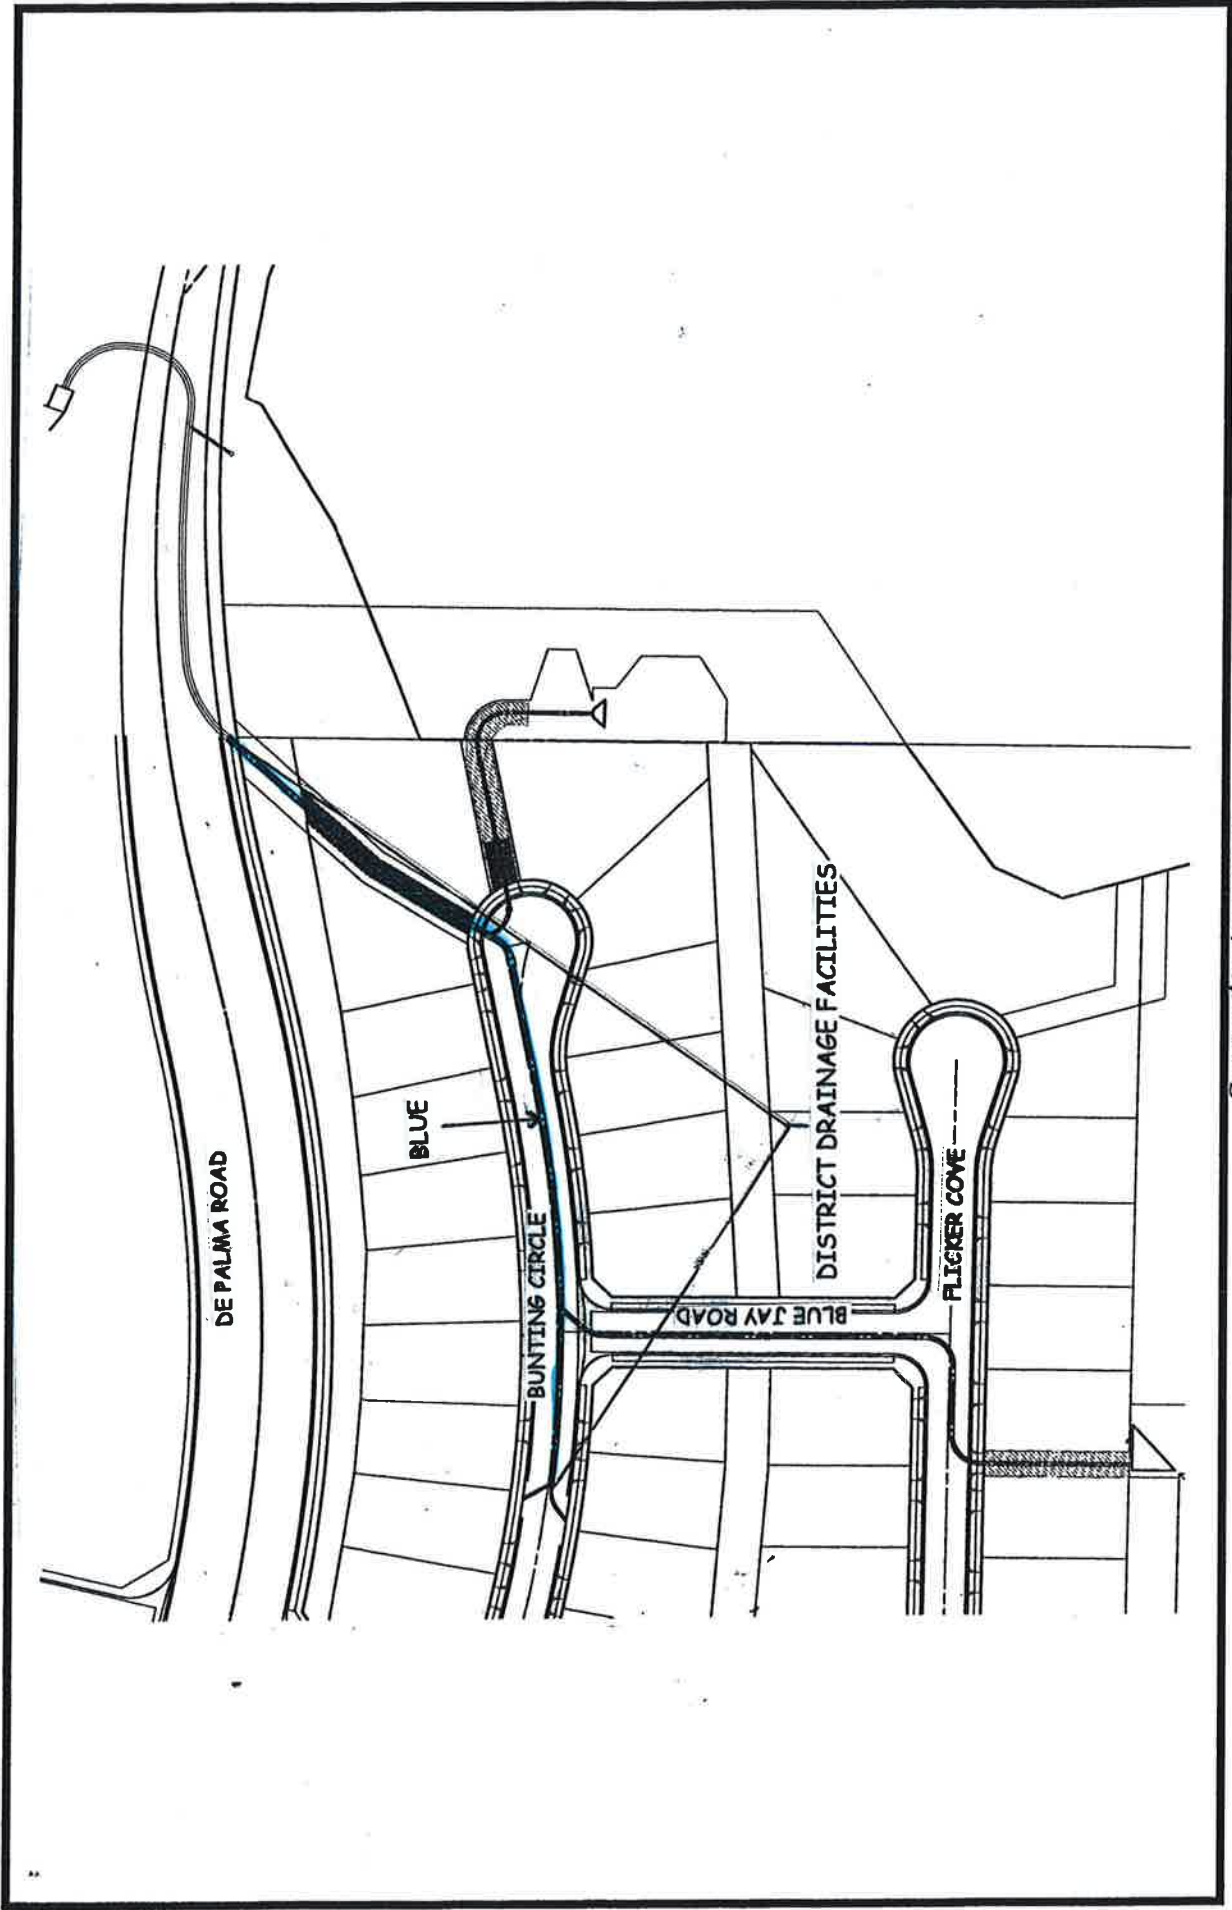 DE PALMA ROAD
BLUE
BUNTING CIRCLE
BLUE JAY ROAD
DISTRICT DRAINAGE FACILITIES
FLICKER COVE